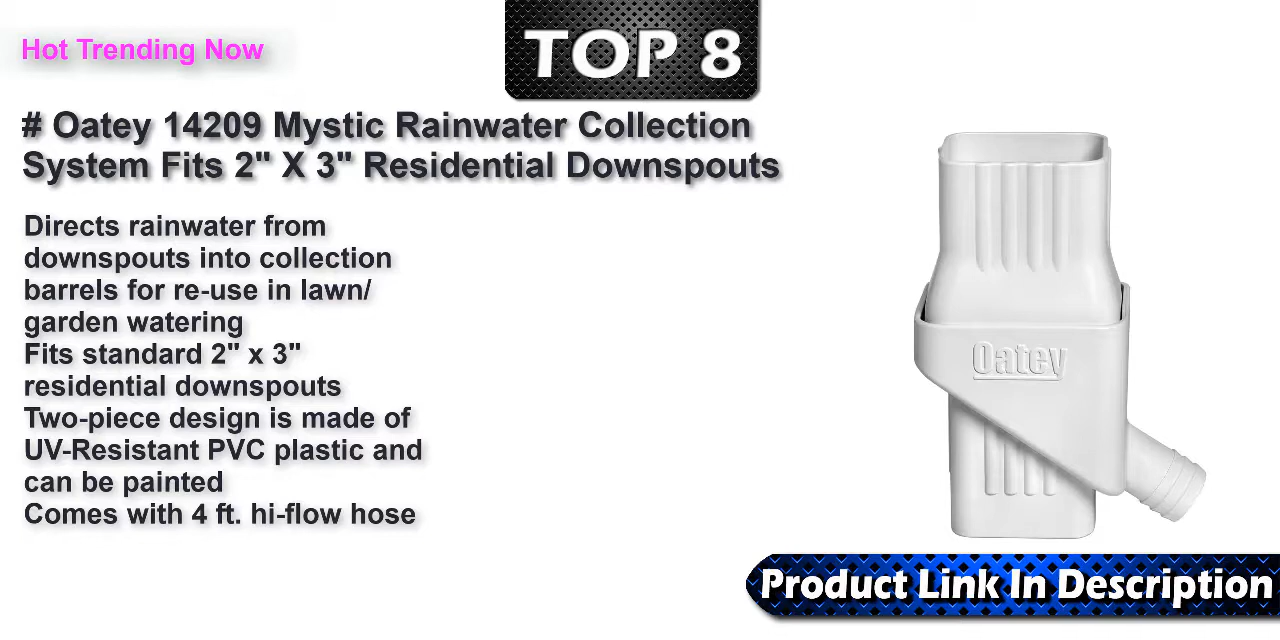 Hot Trending Now
TOP 8
# Oatey 14209 Mystic Rainwater Collection
System Fits 2" X 3" Residential Downspouts
Directs rainwater from
downspouts into collection
barrels for re-use in lawn/
garden watering
Fits standard 2" x 3"
residential downspouts
Two-piece design is made of
UV-Resistant PVC plastic and
can be painted
Comes with 4 ft. hi-flow hose
Oatey
Product Link In Description